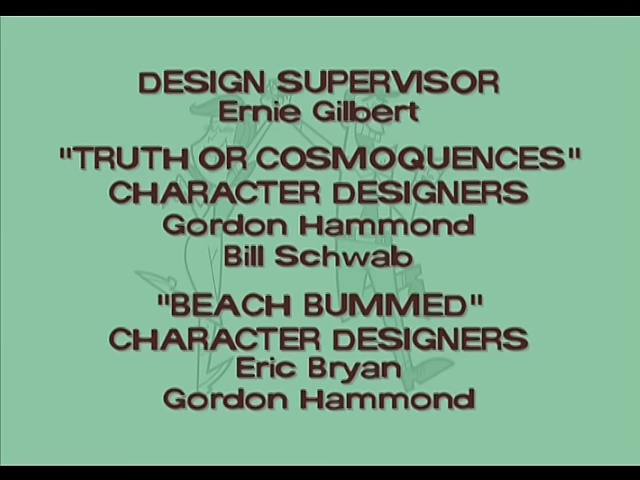 DESIGN SUPERVISOR
Ernie Gilbert
"TRUTH OR COSMOQUENCES"
CHARACTER DESIGNERS
Gordon Hammond
Bill Schwab
"BEACH BUMMED"
CHARACTER DESIGNERS
Eric Bryan
Gordon Hammond